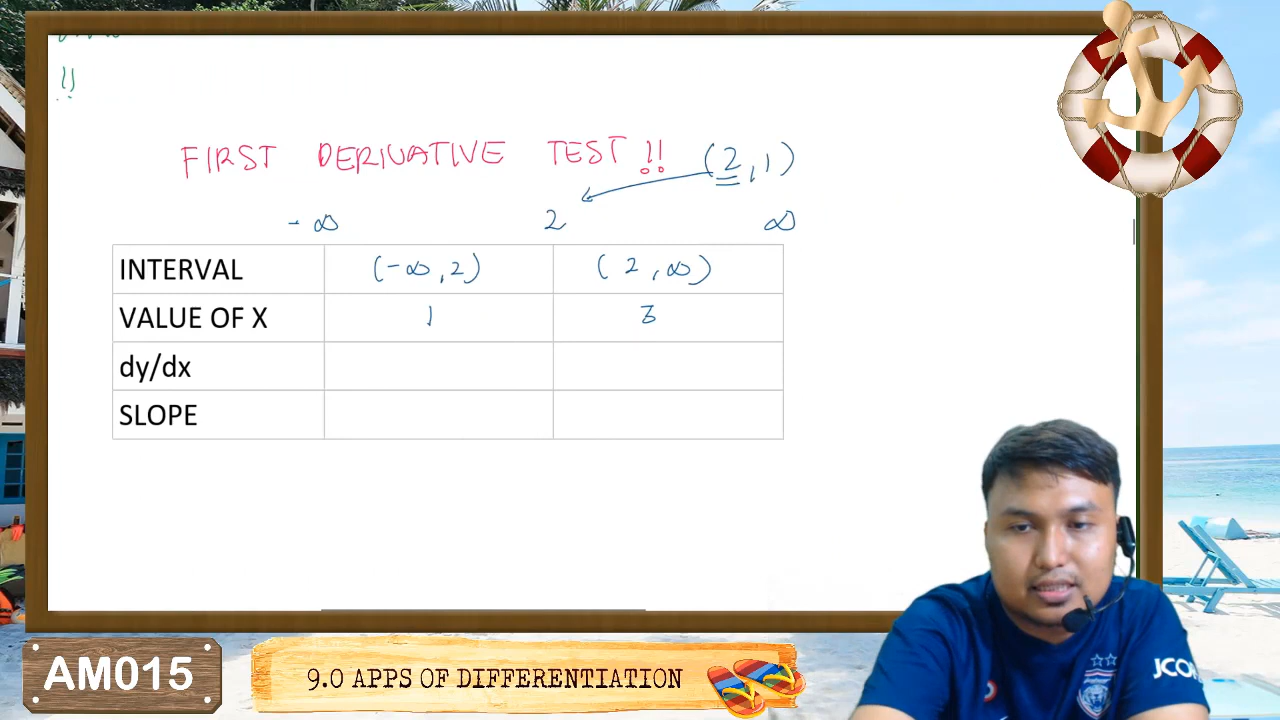 !!
FIRST DERIVATIVE TEST !! (2,1)
-∞ 2 ∞
INTERVAL (-∞,2) (2,∞)
VALUE OF X 1 3
dy/dx
SLOPE
JCOR
AM015
9.0 APPS OF DIFFERENTIATION